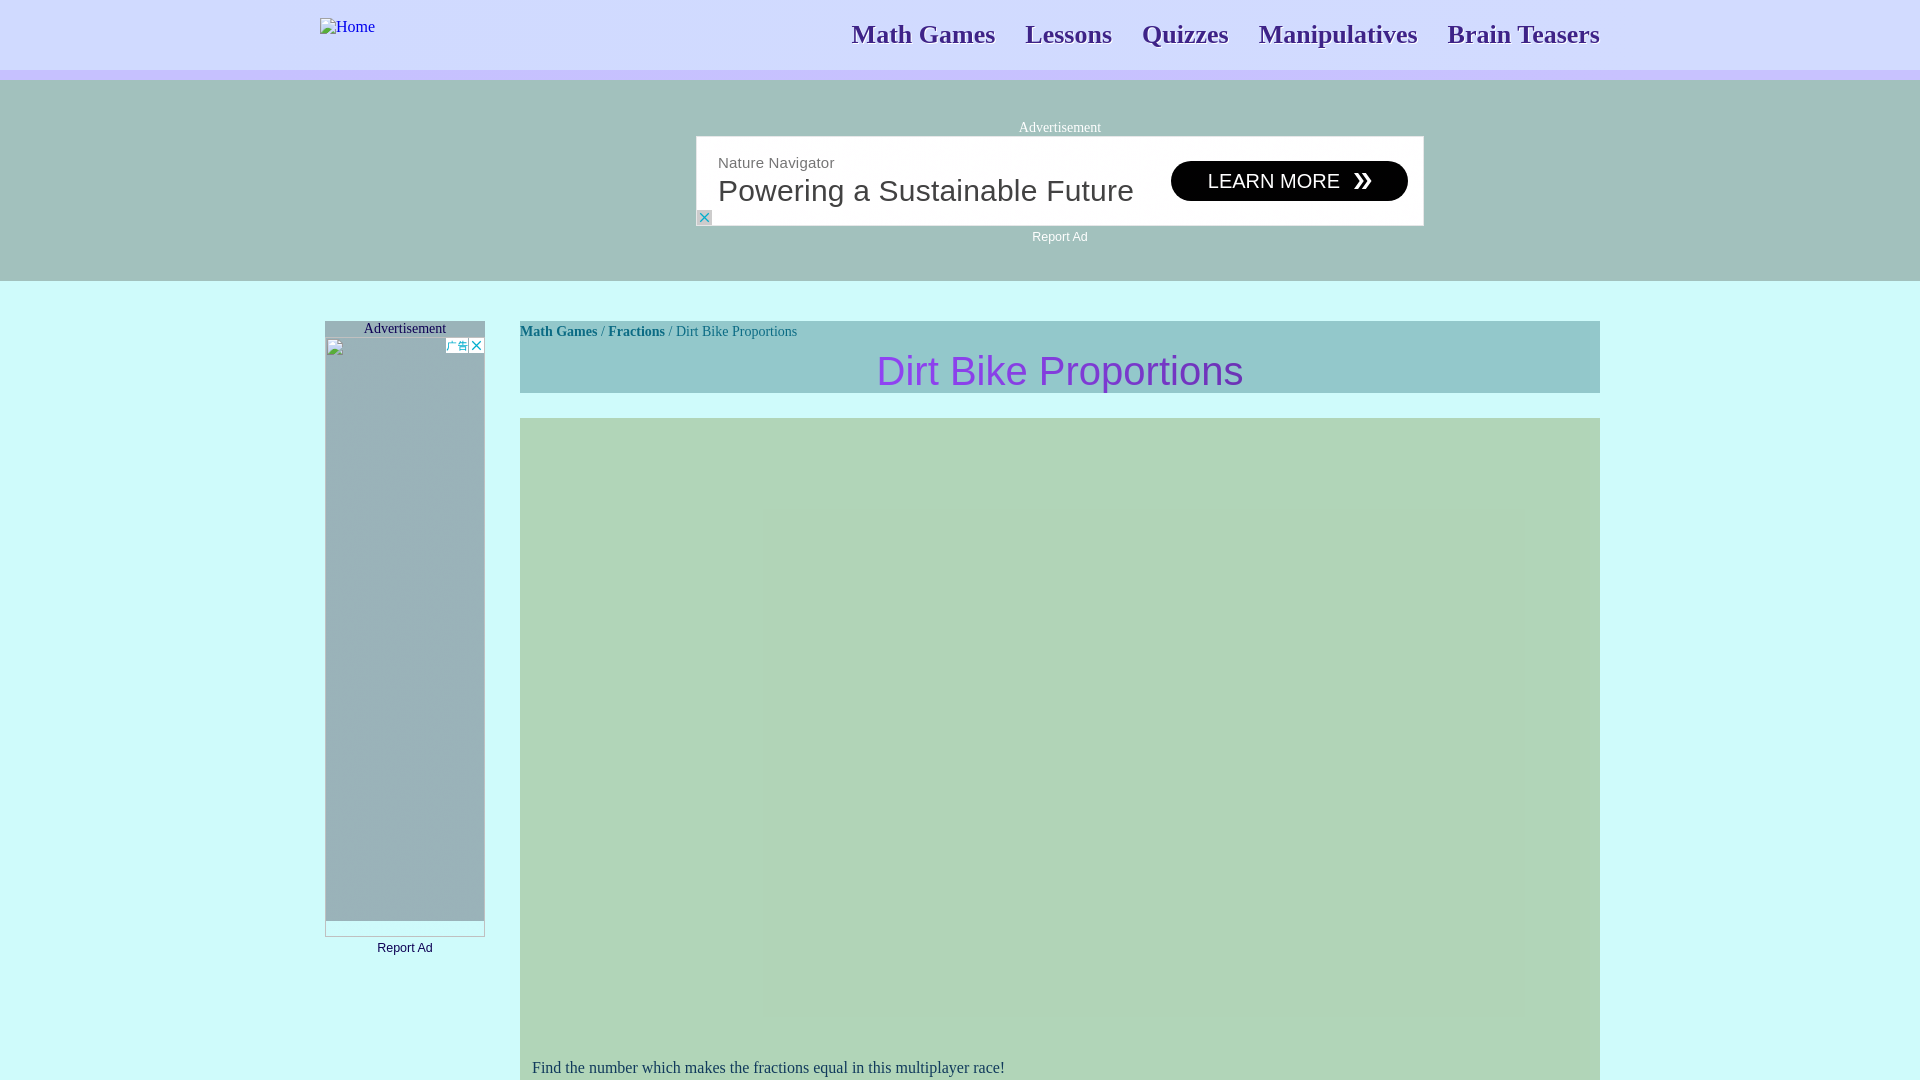 Home
Math Games
Lessons
Quizzes
Manipulatives
Brain Teasers
Advertisement
Nature Navigator
Powering a Sustainable Future
LEARN MORE
Report Ad
Advertisement
广告
Report Ad
Math Games / Fractions / Dirt Bike Proportions
Dirt Bike Proportions
Find the number which makes the fractions equal in this multiplayer race!